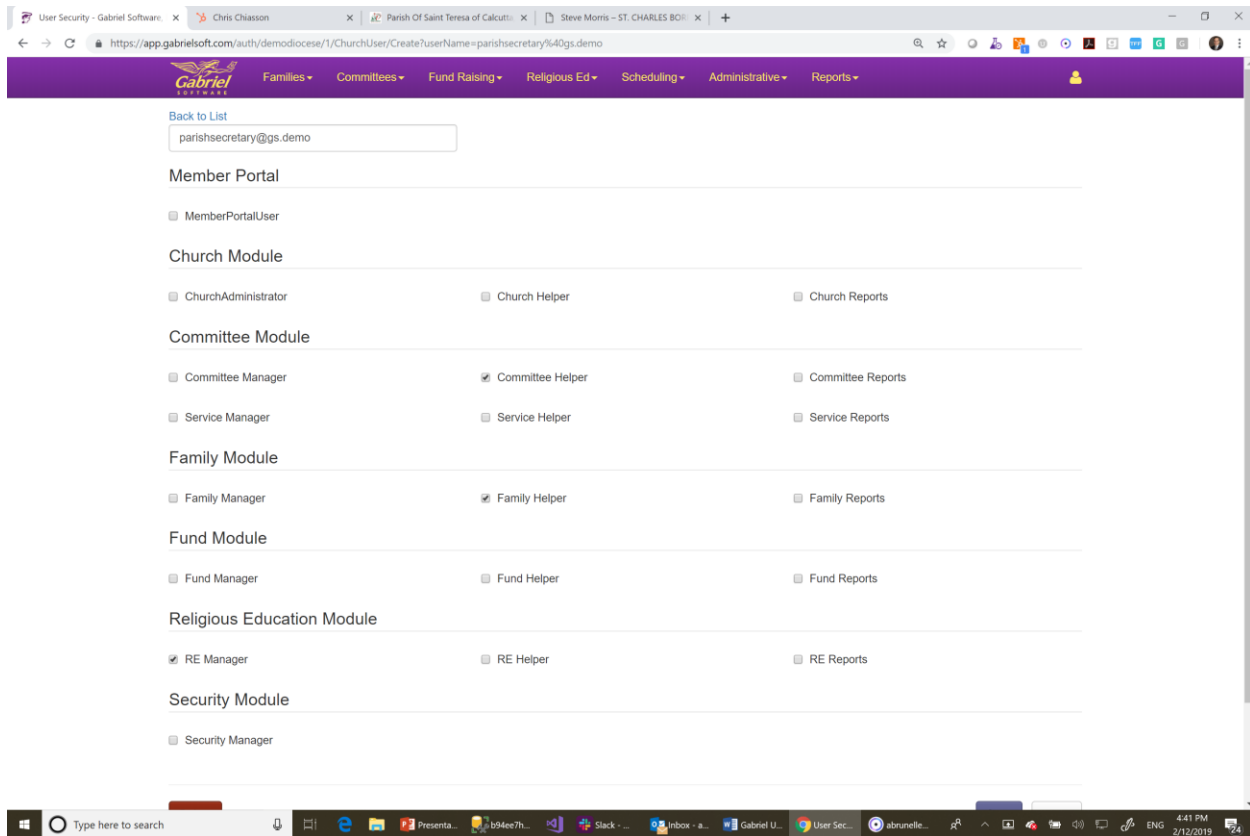 User Security - Gabriel Software,
Chris Chiasson
Parish Of Saint Teresa of Calcutta
Steve Morris – ST. CHARLES BOR
https://app.gabrielsoft.com/auth/demodiocese/1/ChurchUser/Create?userName=parishsecretary%40gs.demo
Gabriel
SOFTWARE
Families Committees Fund Raising Religious Ed Scheduling Administrative Reports
Back to List
parishsecretary@gs.demo
Member Portal
MemberPortalUser
Church Module
ChurchAdministrator Church Helper Church Reports
Committee Module
Committee Manager Committee Helper Committee Reports
Service Manager Service Helper Service Reports
Family Module
Family Manager Family Helper Family Reports
Fund Module
Fund Manager Fund Helper Fund Reports
Religious Education Module
RE Manager RE Helper RE Reports
Security Module
Security Manager
Type here to search Presenta... b94ee7h... Slack - ... Inbox - a... Gabriel U... User Sec... abrunelle... ENG 4:41 PM
2/12/2019 24